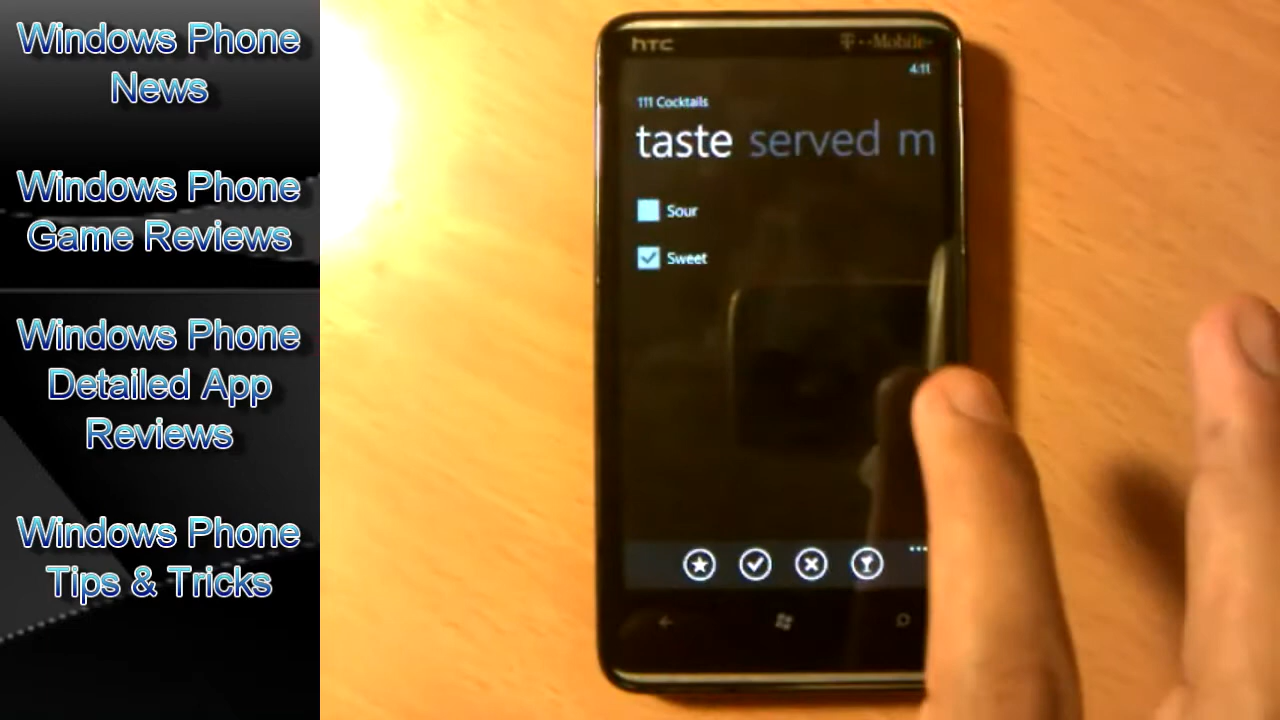 Windows Phone
News
Windows Phone
Game Reviews
Windows Phone
Detailed App
Reviews
Windows Phone
Tips & Tricks
hTC
T··Mobile·
4:11
111 Cocktails
taste served m
Sour
Sweet